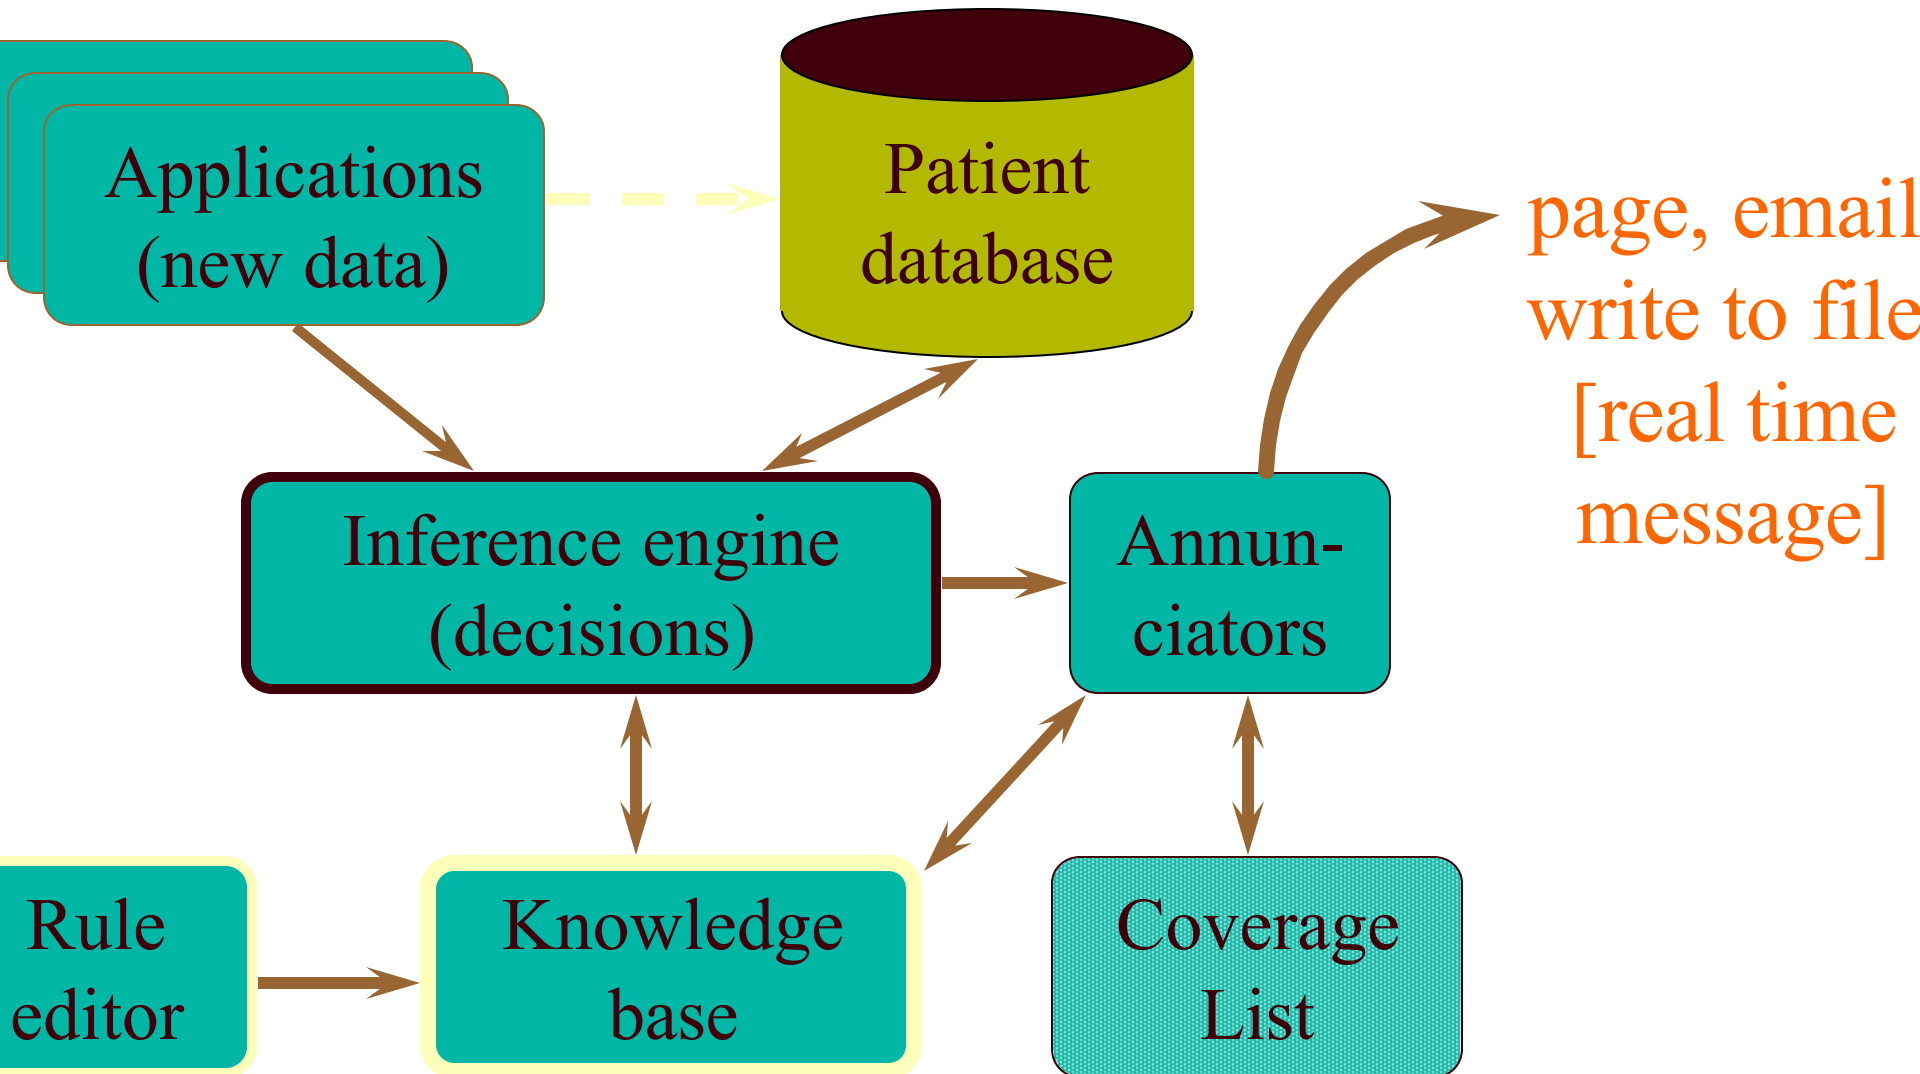 Applications
(new data)
Patient
database
page, email
write to file
[real time
message]
Inference engine
(decisions)
Annun-
ciators
Rule
editor
Knowledge
base
Coverage
List